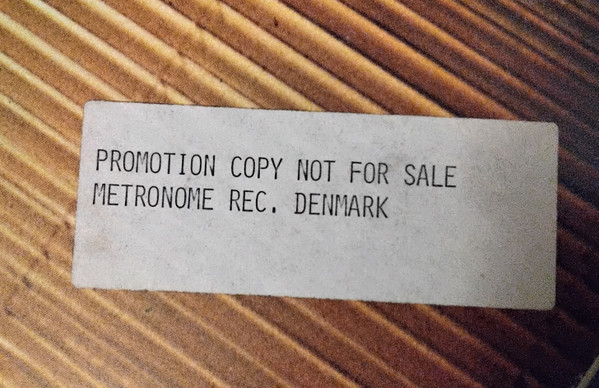 PROMOTION COPY NOT FOR SALE
METRONOME REC. DENMARK